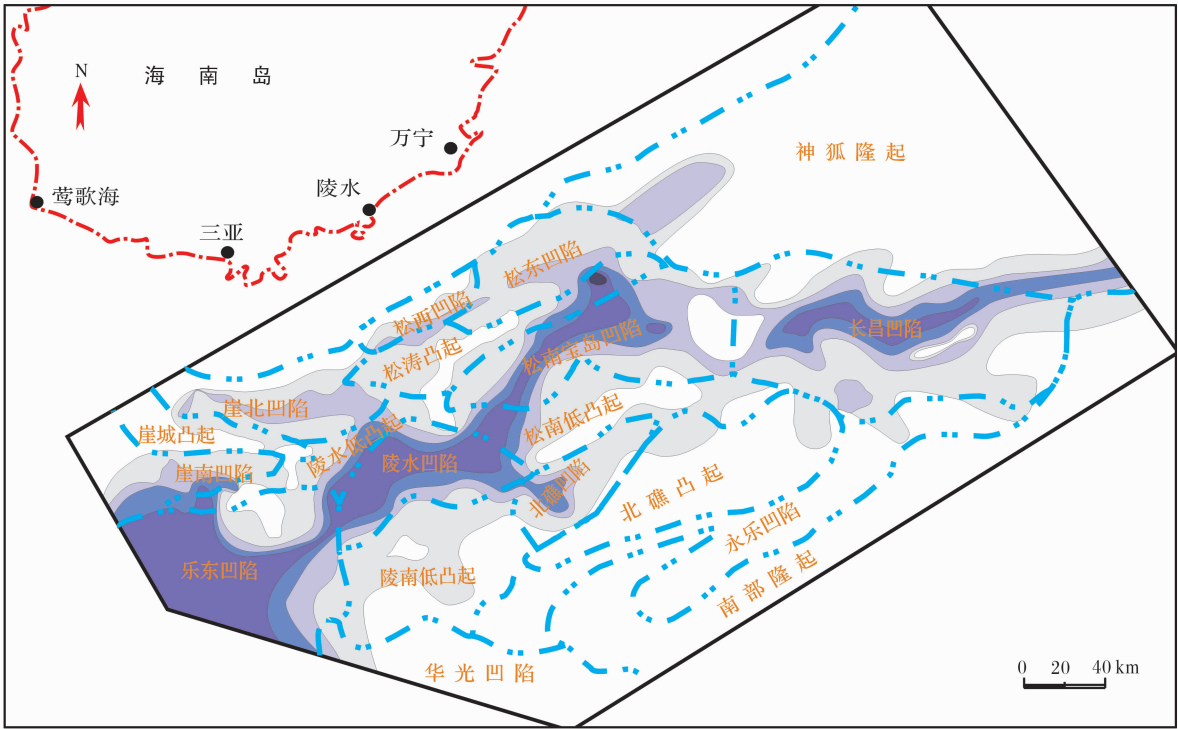 N
海南岛
万宁
莺歌海
陵水
三亚
神狐隆起
松东凹陷
松西凹陷
松涛凸起
松南宝岛凹陷
长昌凹陷
崖北凹陷
崖城凸起
松南低凸起
陵水低凸起
崖南凹陷
陵水凹陷
北礁凹陷
北礁凸起
永乐凹陷
乐东凹陷
陵南低凸起
南部隆起
华光凹陷
0 20 40 km